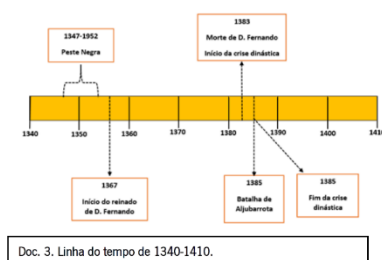 1347-1952
Peste Negra
1383
Morte de D. Fernando
Início da crise dinástica
1340 1350 1360 1370 1380 1390 1400 1410
1367
Início do reinado
de D. Fernando
1385
Batalha de
Aljubarrota
1385
Fim da crise
dinástica
Doc. 3. Linha do tempo de 1340-1410.